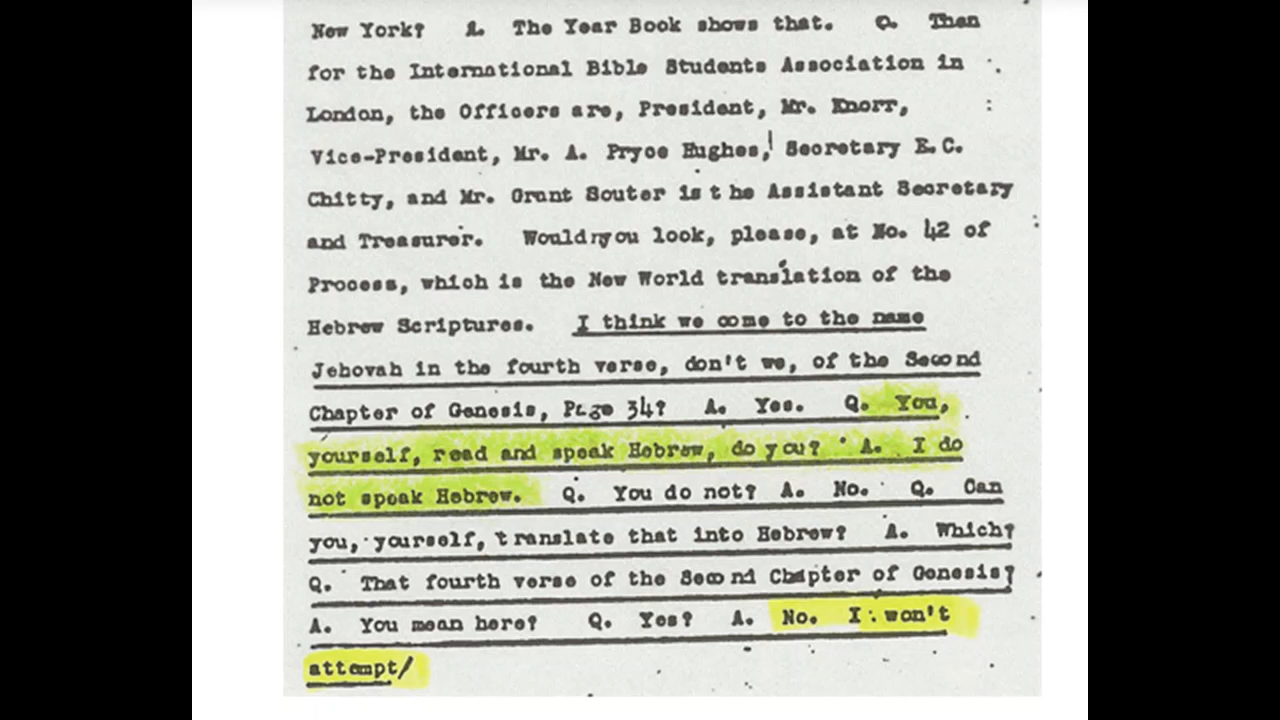 New York? A. The Year Book shows that. Q. Then
for the International Bible Students Association in
London, the Officers are, President, Mr. Knorr,
Vice-President, Mr. A. Pryce Hughes, Secretary E.C.
Chitty, and Mr. Grant Souter is the Assistant Secretary
and Treasurer. Would you look, please, at No. 42 of
Process, which is the New World translation of the
Hebrew Scriptures. I think we come to the name
Jehovah in the fourth verse, don't we, of the Second
Chapter of Genesis, Page 34? A. Yes. Q. You,
yourself, read and speak Hebrew, do you? A. I do
not speak Hebrew. Q. You do not? A. No. Q. Can
you, yourself, translate that into Hebrew? A. Which?
Q. That fourth verse of the Second Chapter of Genesis?
A. You mean here? Q. Yes? A. No. I won't
attempt/